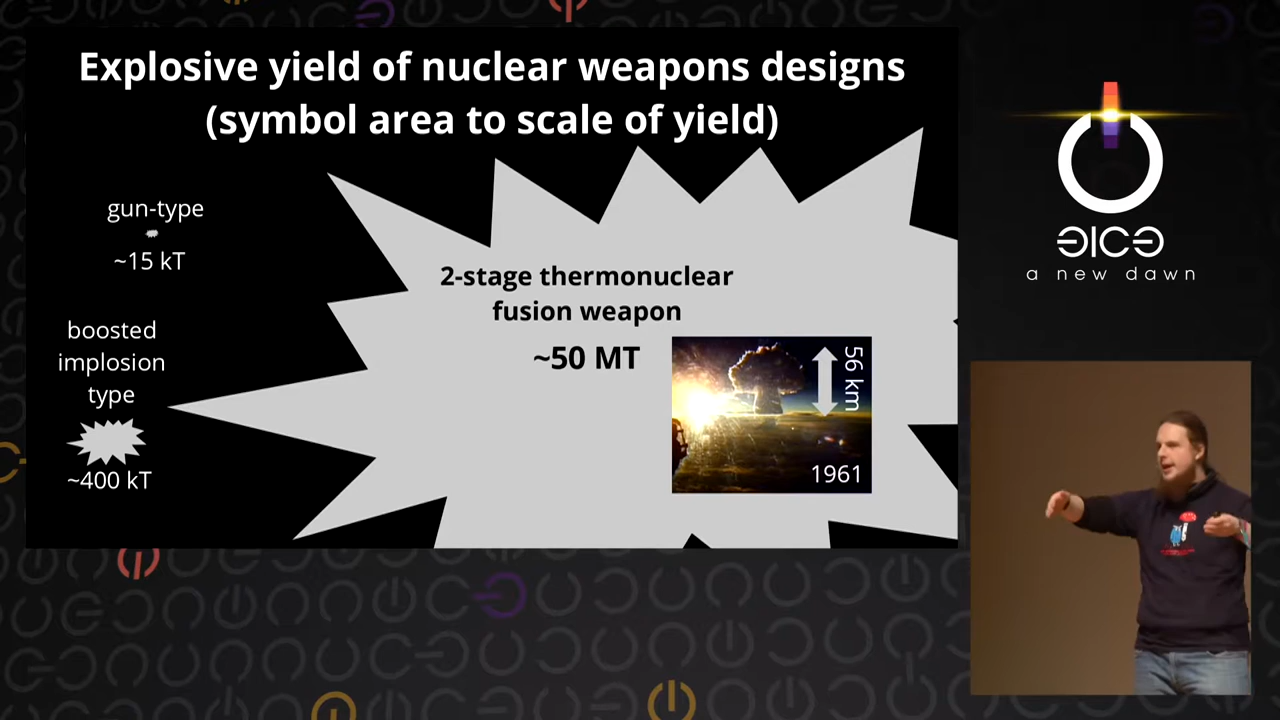 Explosive yield of nuclear weapons designs
(symbol area to scale of yield)
gun-type
~15 kT
boosted
implosion
type
~400 kT
2-stage thermonuclear
fusion weapon
~50 MT
56 km
1961
a new dawn